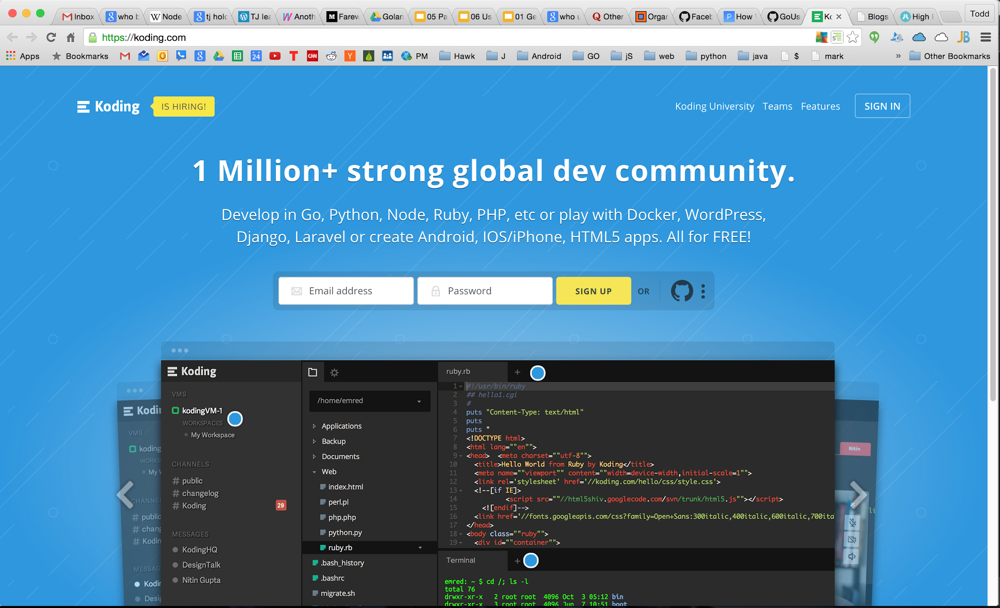 Inbox
who b
Node
tj holo
TJ lea
Anoth
Farew
Golan
05 Pa
06 Us
01 Ge
who u
Other
Organ
Faceb
How
GoUs
Ko
Blogs
High
Todd
https://koding.com
Apps
Bookmarks
24
CNN
PM
Hawk
J
Android
GO
jS
web
python
java
$
mark
»
Other Bookmarks
Koding
IS HIRING!
Koding University
Teams
Features
SIGN IN
1 Million+ strong global dev community.
Develop in Go, Python, Node, Ruby, PHP, etc or play with Docker, WordPress,
Django, Laravel or create Android, IOS/iPhone, HTML5 apps. All for FREE!
Email address
Password
SIGN UP
OR
Koding
VMS
kodingVM-1
WORKSPACES
My Workspace
CHANNELS
# public
# changelog
# Koding
29
MESSAGES
KodingHQ
DesignTalk
Nitin Gupta
/home/emred
Applications
Backup
Documents
Web
index.html
perl.pl
php.php
python.py
ruby.rb
.bash_history
.bashrc
migrate.sh
ruby.rb
+
1 #!/usr/bin/ruby
2 ## hello1.cgi
3 #
4 puts "Content-Type: text/html"
5 puts
6 puts "
7 <!DOCTYPE html>
8 <html lang=""en"">
9 <head>  <meta charset=""utf-8"">
10 <title>Hello World from Ruby by Koding</title>
11 <meta name=""viewport"" content=""width=device-width,initial-scale=1"">
12 <link rel='stylesheet' href='//koding.com/hello/css/style.css'>
13 <!--[if IE]>
14 <script src=""//html5shiv.googlecode.com/svn/trunk/html5.js""></script>
15 <![endif]-->
16 <link href='//fonts.googleapis.com/css?family=Open+Sans:300italic,400italic,600italic,700ita
17 </head>
18 <body class=""ruby"">
19 <div id=""container"">
Terminal
+
emred: ~ $ cd /; ls -l
total 76
drwxr-xr-x 2 root root 4096 Oct 3 05:12 bin
drwxr-xr-x 3 root root 4096 Jun 7 10:51 boot
Kodin
VMS
koding
WORKS
My
CHANNEL
# public
# chang
# Kodin
MESSAG
Kodin
Desig
Nitin
li